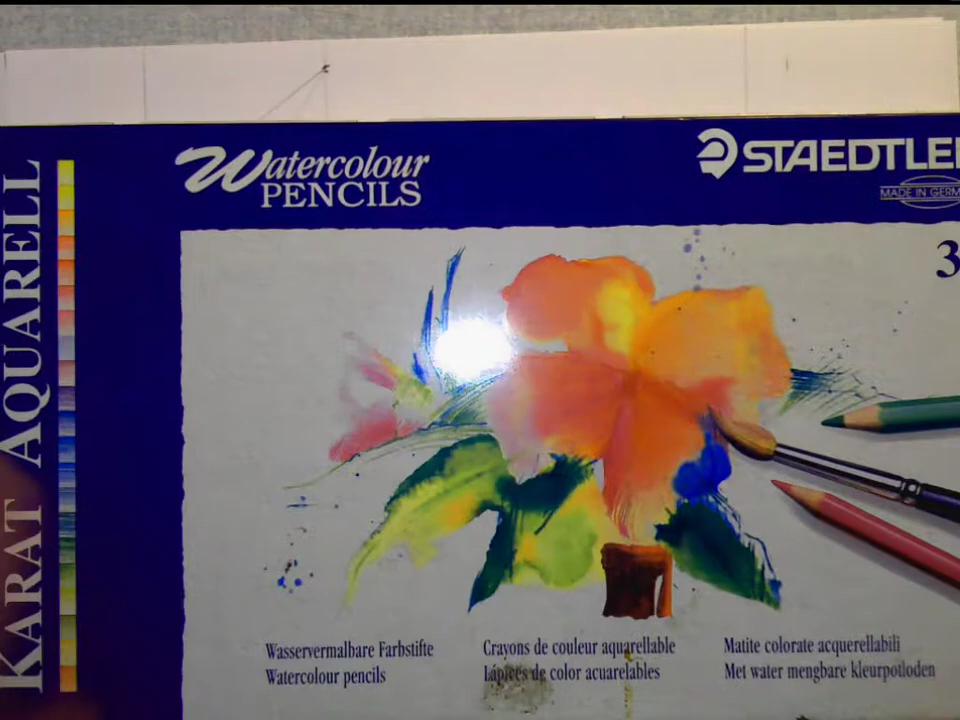 Watercolour
PENCILS
STAEDTLER
MADE IN GERM
3
KARAT AQUARELL
Wasservermalbare Farbstifte
Watercolour pencils
Crayons de couleur aquarellable
Lápices de color acuarelables
Matite colorate acquerellabili
Met water mengbare kleurpotloden